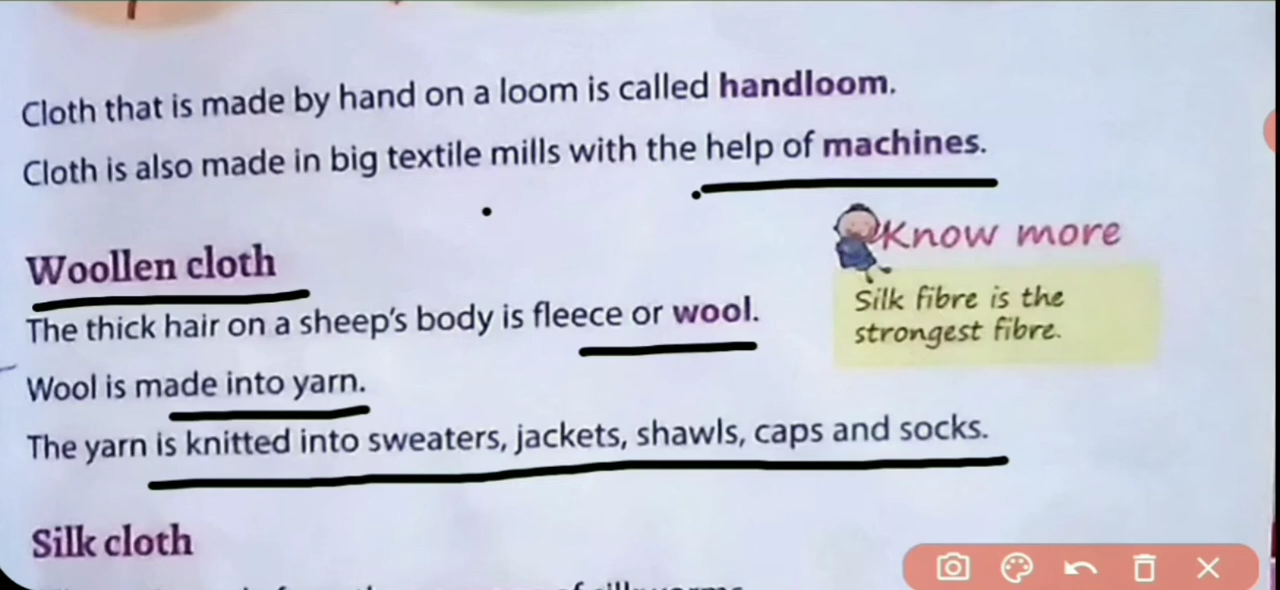 Cloth that is made by hand on a loom is called handloom.
Cloth is also made in big textile mills with the help of machines.
Know more
Silk fibre is the
strongest fibre.
Woollen cloth
The thick hair on a sheep's body is fleece or wool.
Wool is made into yarn.
The yarn is knitted into sweaters, jackets, shawls, caps and socks.
Silk cloth